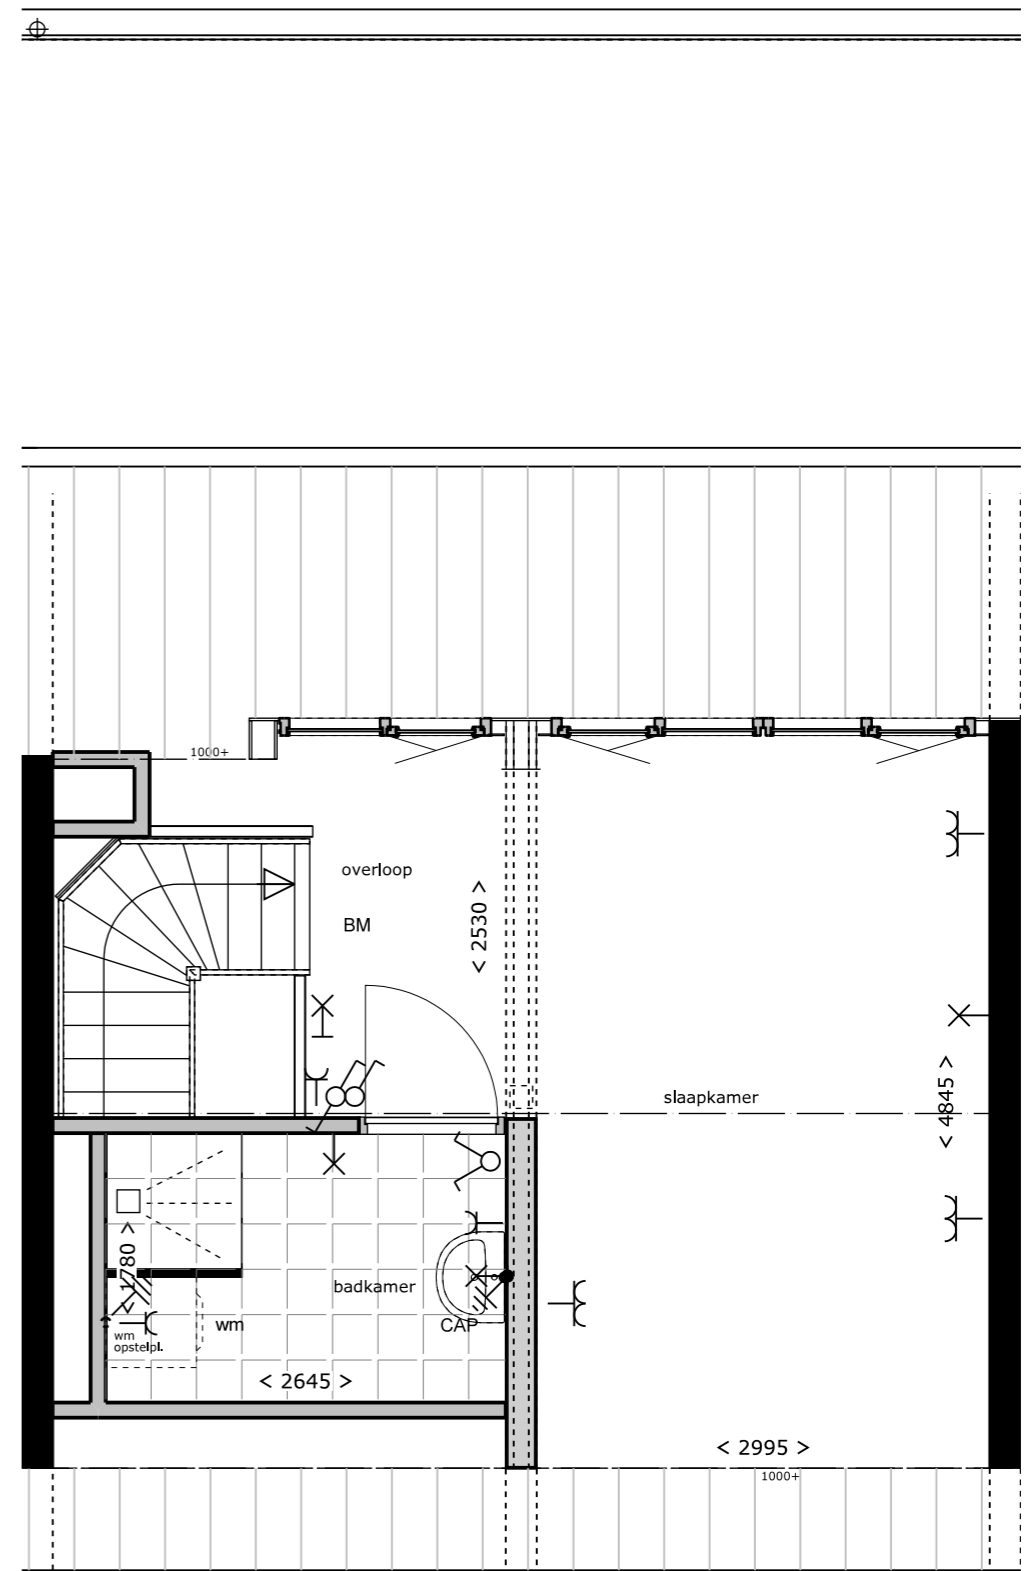 1000+
overloop
BM
< 2530 >
slaapkamer
< 4845 >
< 1780 >
badkamer
wm
CAP
wm
opstelpl.
< 2645 >
< 2995 >
1000+